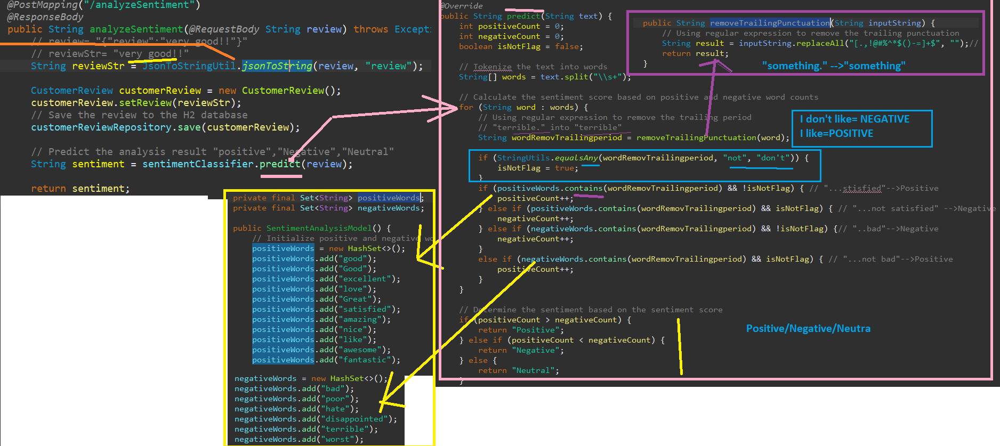 @PostMapping("/analyzeSentiment")
@ResponseBody
public String analyzeSentiment(@RequestBody String review) throws Excepti
// review= "{"review":"very good!!"}"
// reviewStr= "very good!!"
String reviewStr = JsonToStringUtil.jsonToString(review, "review");
CustomerReview customerReview = new CustomerReview();
customerReview.setReview(reviewStr);
// Save the review to the H2 database
customerReviewRepository.save(customerReview);
// Predict the analysis result "positive","Negative","Neutral"
String sentiment = sentimentClassifier.predict(review);
return sentiment;
private final Set<String> positiveWords;
private final Set<String> negativeWords;
public SentimentAnalysisModel() {
// Initialize positive and negative wo
positiveWords = new HashSet<>();
positiveWords.add("good");
positiveWords.add("Good");
positiveWords.add("excellent");
positiveWords.add("love");
positiveWords.add("Great");
positiveWords.add("satisfied");
positiveWords.add("amazing");
positiveWords.add("nice");
positiveWords.add("like");
positiveWords.add("awesome");
positiveWords.add("fantastic");
negativeWords = new HashSet<>();
negativeWords.add("bad");
negativeWords.add("poor");
negativeWords.add("hate");
negativeWords.add("disappointed");
negativeWords.add("terrible");
negativeWords.add("worst");
@Override
public String predict(String text) {
int positiveCount = 0;
int negativeCount = 0;
boolean isNotFlag = false;
// Tokenize the text into words
String[] words = text.split("\\s+");
// Calculate the sentiment score based on positive and negative word counts
for (String word : words) {
// Using regular expression to remove the trailing period
// "terrible." into "terrible"
String wordRemovTrailingperiod = removeTrailingPunctuation(word);
if (StringUtils.equalsAny(wordRemovTrailingperiod, "not", "don't")) {
isNotFlag = true;
}
if (positiveWords.contains(wordRemovTrailingperiod) && !isNotFlag) { // "...stisfied"-->Positive
positiveCount++;
} else if (positiveWords.contains(wordRemovTrailingperiod) && isNotFlag) { // "...not satisfied" -->Negative
negativeCount++;
} else if (negativeWords.contains(wordRemovTrailingperiod) && !isNotFlag) {// "..bad"-->Negative
negativeCount++;
}
else if (negativeWords.contains(wordRemovTrailingperiod) && isNotFlag) { // "...not bad"-->Positive
positiveCount++;
}
}
// Determine the sentiment based on the sentiment score
if (positiveCount > negativeCount) {
return "Positive";
} else if (positiveCount < negativeCount) {
return "Negative";
} else {
return "Neutral";
}
public String removeTrailingPunctuation(String inputString) {
// Using regular expression to remove the trailing punctuation
String result = inputString.replaceAll("[.,!@#%^*$()-=]+$", "");//
return result;
}
"something." -->"something"
I don't like= NEGATIVE
I like=POSITIVE
Positive/Negative/Neutra